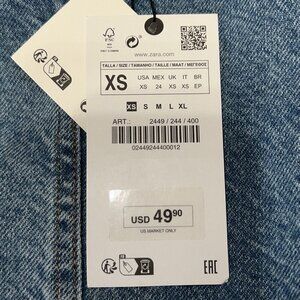 FSC
www.zara.com
TALLA / SIZE / TAMANHO / TAILLE / MAAT / ΜΕΓΕΘΟΣ
XS
USA MEX UK IT BR
XS 24 XS XS EP
XS S M L XL
ART.: 2449 / 244 / 400
02449244400012
USD 49.90
US MARKET ONLY
EAC